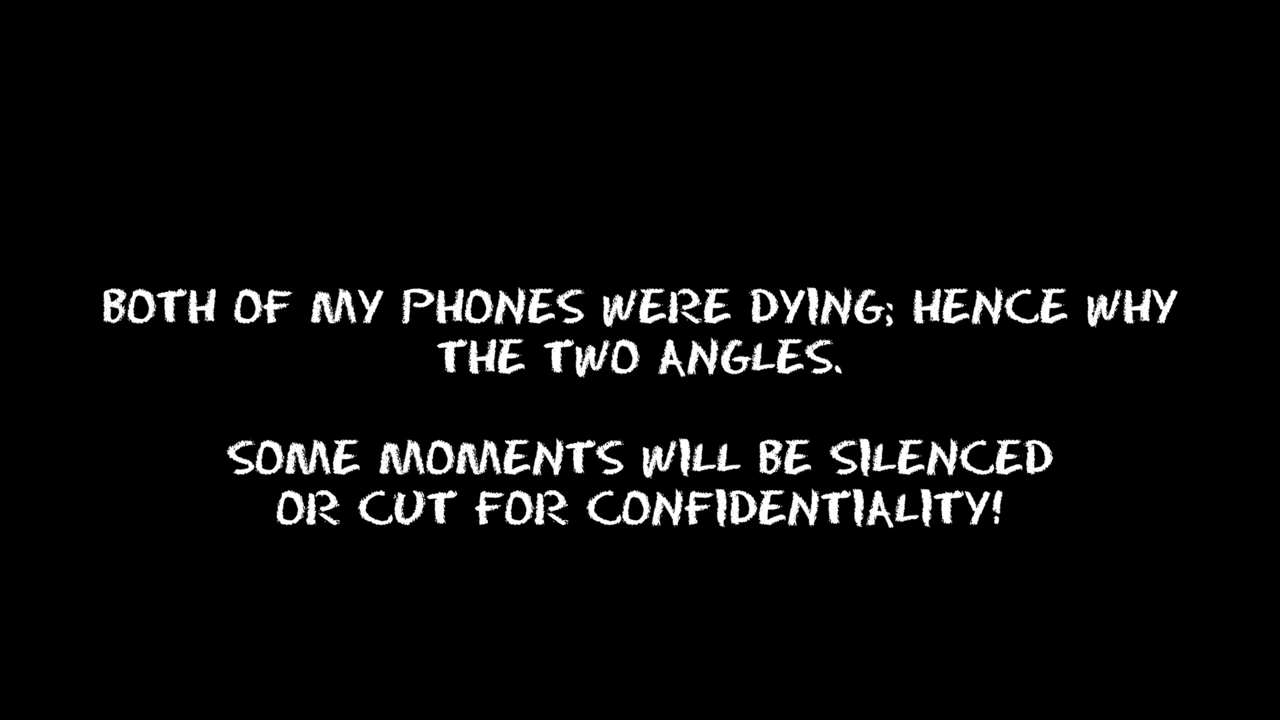 BOTH OF MY PHONES WERE DYING; HENCE WHY
THE TWO ANGLES.
SOME MOMENTS WILL BE SILENCED
OR CUT FOR CONFIDENTIALITY!